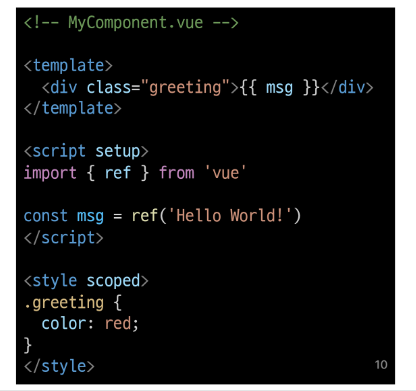 <!-- MyComponent.vue -->
<template>
  <div class="greeting">{{ msg }}</div>
</template>
<script setup>
import { ref } from 'vue'
const msg = ref('Hello World!')
</script>
<style scoped>
.greeting {
  color: red;
}
</style>
10